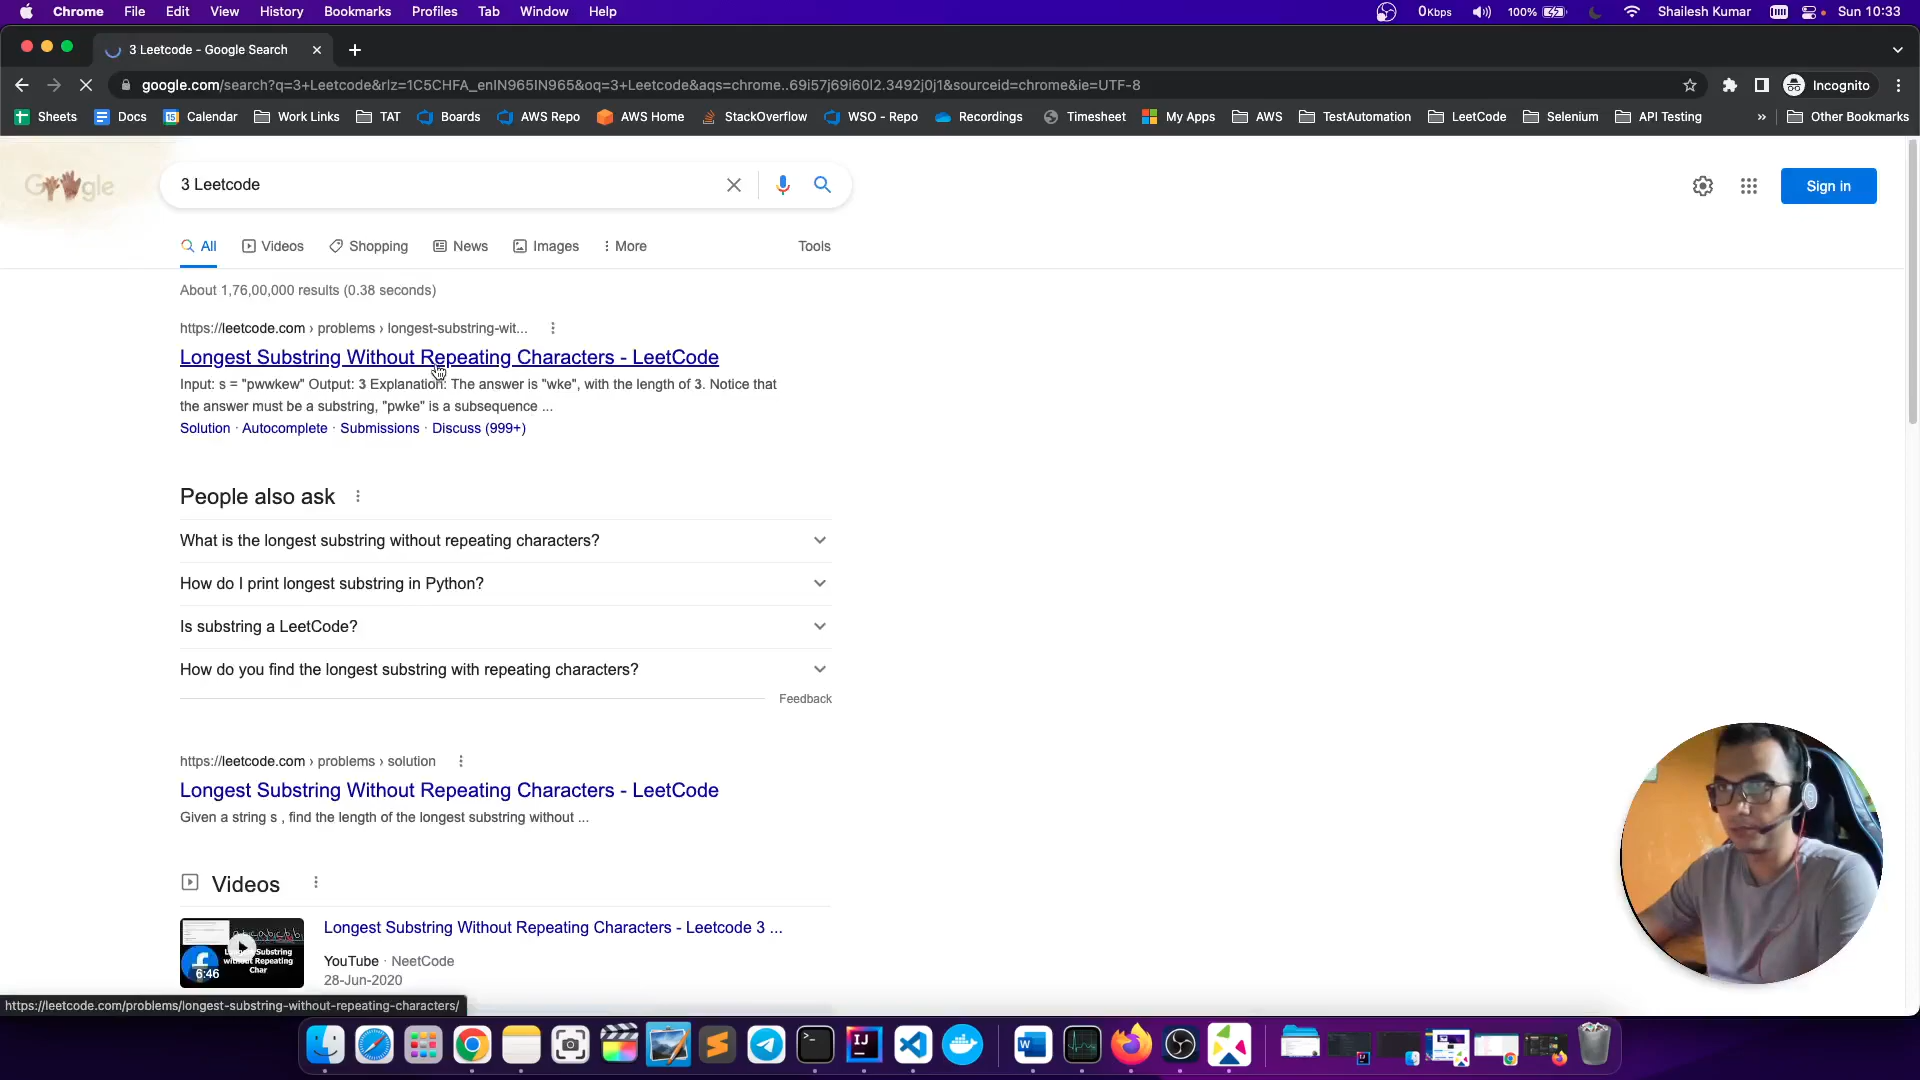 Chrome File Edit View History Bookmarks Profiles Tab Window Help 0Kbps 100% Shailesh Kumar Sun 10:33
3 Leetcode - Google Search
google.com/search?q=3+Leetcode&rlz=1C5CHFA_enIN965IN965&oq=3+Leetcode&aqs=chrome..69i57j69i60l2.3492j0j1&sourceid=chrome&ie=UTF-8 Incognito
Sheets Docs Calendar Work Links TAT Boards AWS Repo AWS Home StackOverflow WSO - Repo Recordings Timesheet My Apps AWS TestAutomation LeetCode Selenium API Testing » Other Bookmarks
Google
3 Leetcode
Sign in
All Videos Shopping News Images More Tools
About 1,76,00,000 results (0.38 seconds)
https://leetcode.com › problems › longest-substring-wit...
Longest Substring Without Repeating Characters - LeetCode
Input: s = "pwwkew" Output: 3 Explanation: The answer is "wke", with the length of 3. Notice that
the answer must be a substring, "pwke" is a subsequence ...
Solution · Autocomplete · Submissions · Discuss (999+)
People also ask
What is the longest substring without repeating characters?
How do I print longest substring in Python?
Is substring a LeetCode?
How do you find the longest substring with repeating characters?
Feedback
https://leetcode.com › problems › solution
Longest Substring Without Repeating Characters - LeetCode
Given a string s , find the length of the longest substring without ...
Videos
Longest Substring Without Repeating Characters - Leetcode 3 ...
YouTube · NeetCode
28-Jun-2020
Substring
without Repeating
Char
6:46
https://leetcode.com/problems/longest-substring-without-repeating-characters/